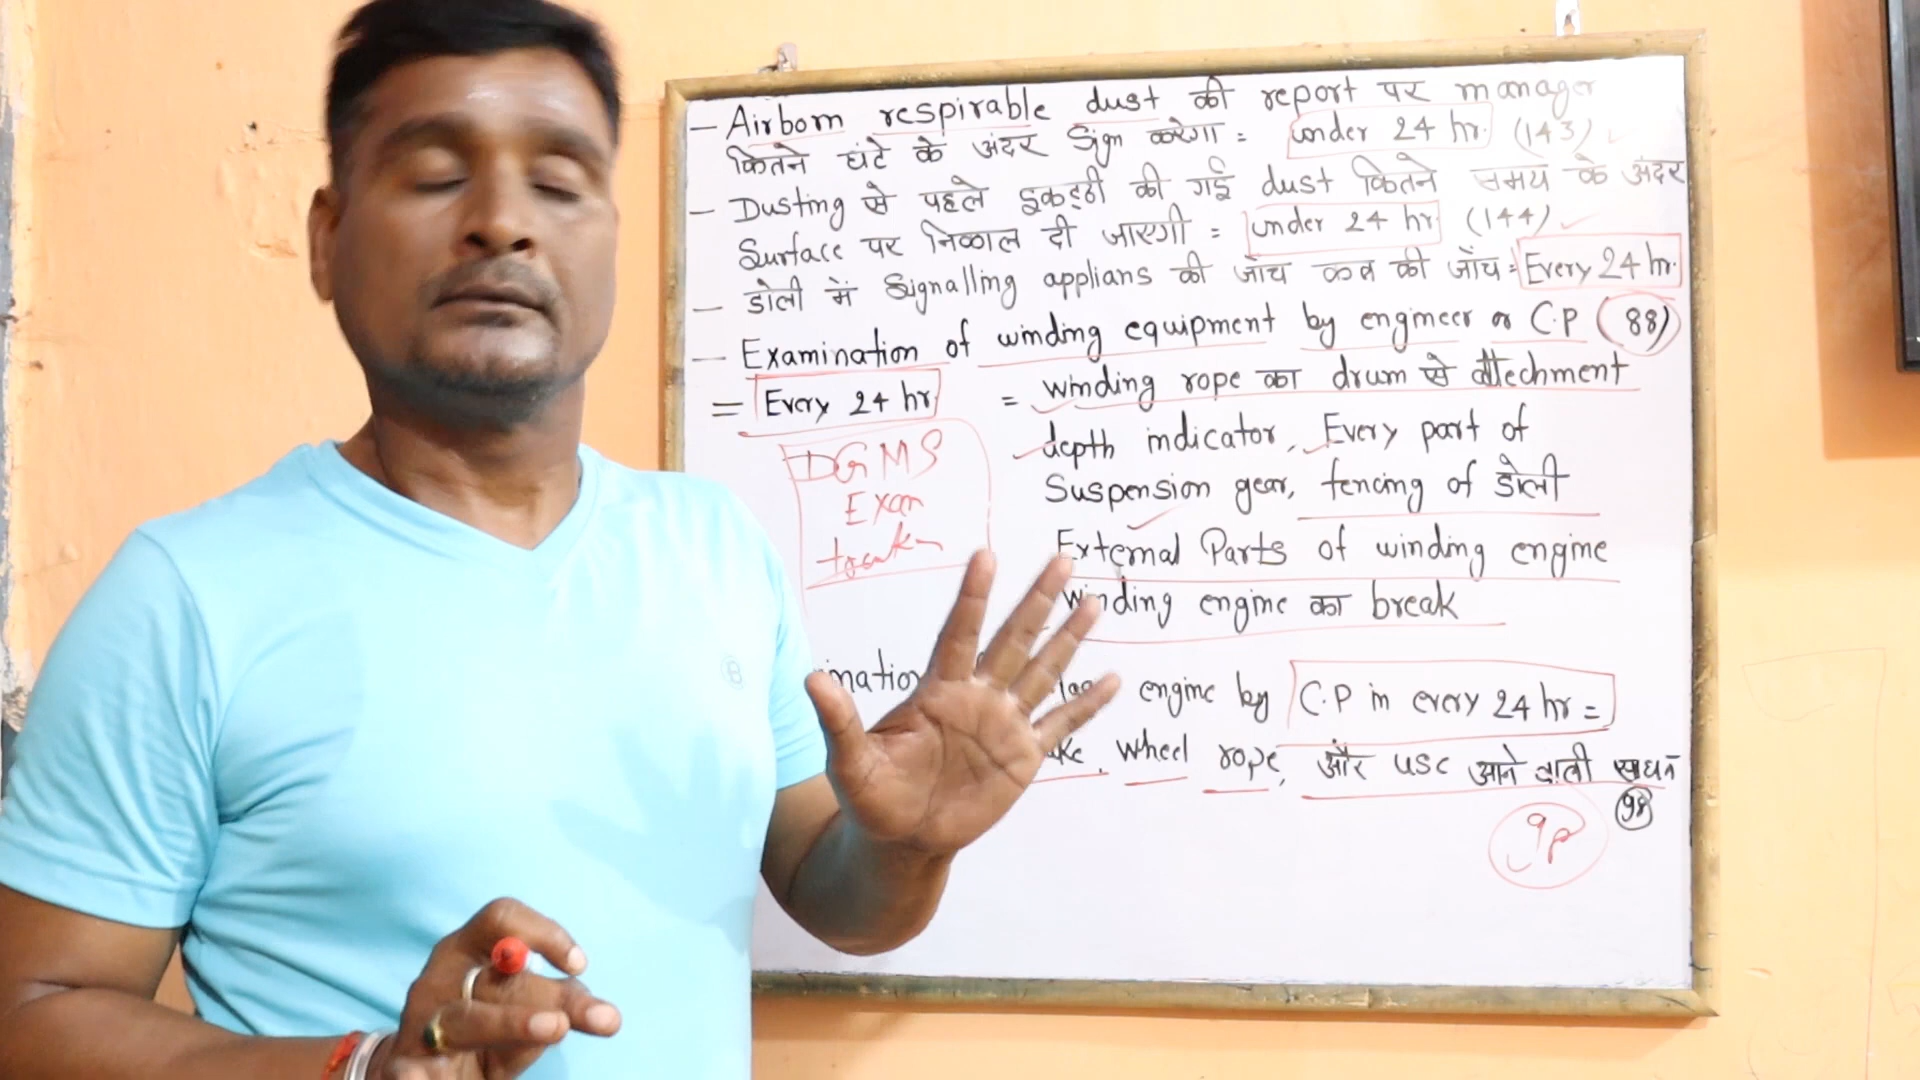 – Airborn respirable dust की report पर manager
कितने घंटे के अंदर Sign करेगा = under 24 hr. (143)
– Dusting से पहले इकट्ठी की गई dust कितने समय के अंदर
Surface पर निकाल दी जाएगी = under 24 hr (144)
– डोली में Signalling applians की जाँच कब की जाँच = Every 24 hr.
– Examination of winding equipment by engineer or C.P (88)
= Every 24 hr = winding rope का drum से attechment
depth indicator, Every part of
Suspension gear, fencing of डोली
External Parts of winding engine
winding engine का break
DGMS
Exam
engine by C.P in every 24 hr =
wheel rope, और use आने वाली साधन
98
B